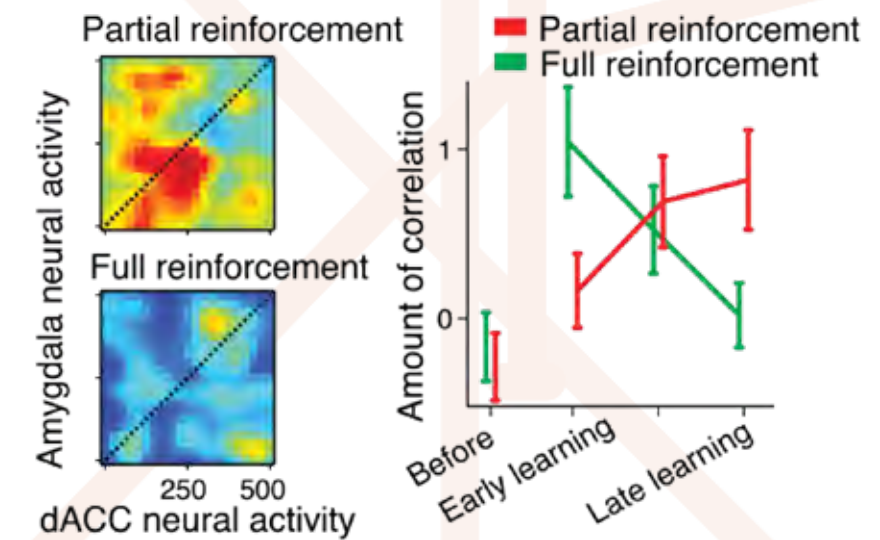 Partial reinforcement
Amygdala neural activity
Full reinforcement
250 500
dACC neural activity
Partial reinforcement
Full reinforcement
Amount of correlation
1
0
Before
Early learning
Late learning